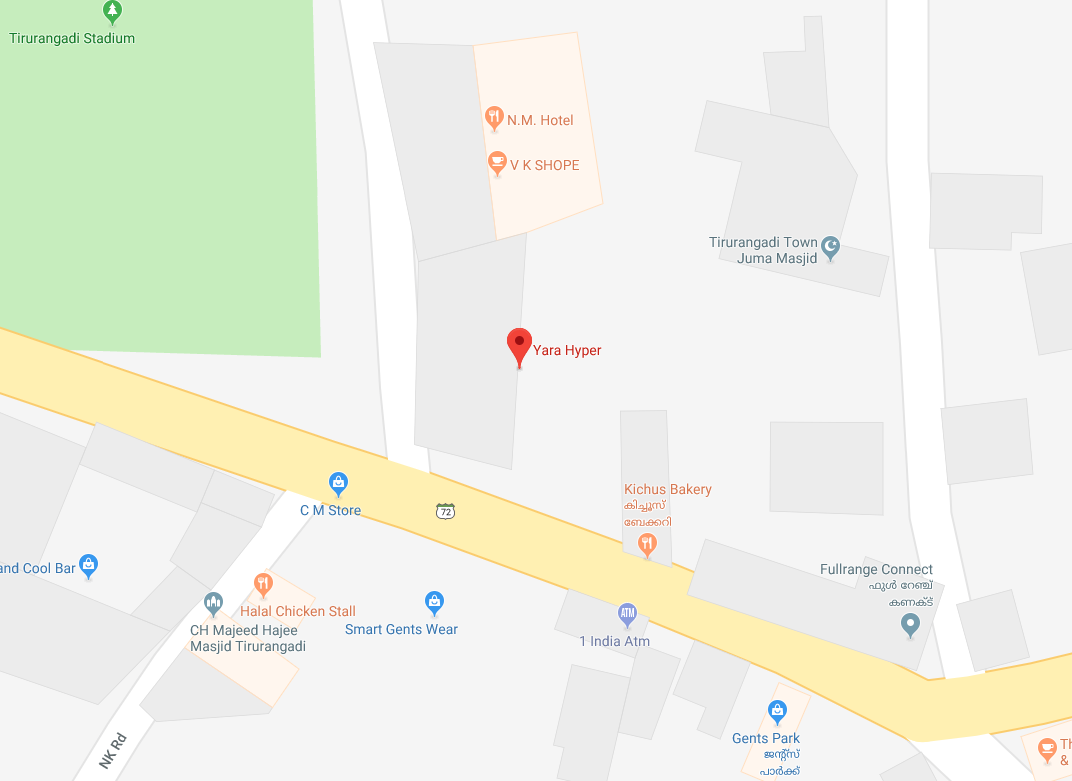 Tirurangadi Stadium
N.M. Hotel
V K SHOPE
Tirurangadi Town
Juma Masjid
Yara Hyper
Kichus Bakery
കിച്ചൂസ്
ബേക്കറി
C M Store
72
and Cool Bar
Fullrange Connect
ഫുൾ റേഞ്ച്
കണക്ട്
Halal Chicken Stall
CH Majeed Hajee
Masjid Tirurangadi
Smart Gents Wear
ATM
1 India Atm
NK Rd
Gents Park
ജന്റ്സ്
പാർക്ക്
Th
&